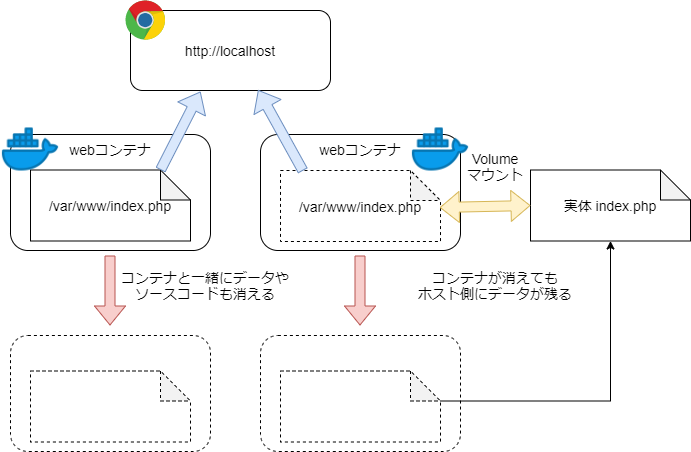 http://localhost
webコンテナ
webコンテナ
Volume
マウント
/var/www/index.php
/var/www/index.php
実体 index.php
コンテナと一緒にデータや
ソースコードも消える
コンテナが消えても
ホスト側にデータが残る